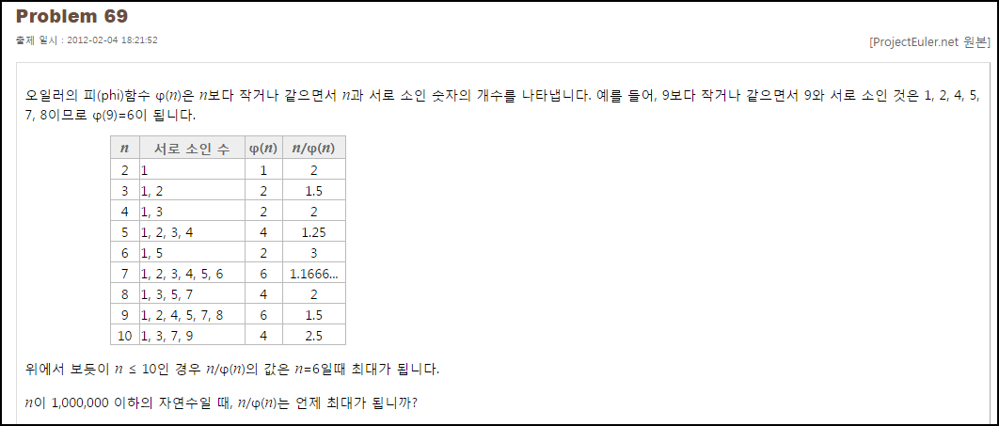 Problem 69
출제 일시 : 2012-02-04 18:21:52
[ProjectEuler.net 원본]
오일러의 피(phi)함수 φ(n)은 n보다 작거나 같으면서 n과 서로 소인 숫자의 개수를 나타냅니다. 예를 들어, 9보다 작거나 같으면서 9와 서로 소인 것은 1, 2, 4, 5,
7, 8이므로 φ(9)=6이 됩니다.
n 서로 소인 수 φ(n) n/φ(n)
2 1 1 2
3 1, 2 2 1.5
4 1, 3 2 2
5 1, 2, 3, 4 4 1.25
6 1, 5 2 3
7 1, 2, 3, 4, 5, 6 6 1.1666...
8 1, 3, 5, 7 4 2
9 1, 2, 4, 5, 7, 8 6 1.5
10 1, 3, 7, 9 4 2.5
위에서 보듯이 n ≤ 10인 경우 n/φ(n)의 값은 n=6일때 최대가 됩니다.
n이 1,000,000 이하의 자연수일 때, n/φ(n)는 언제 최대가 됩니까?